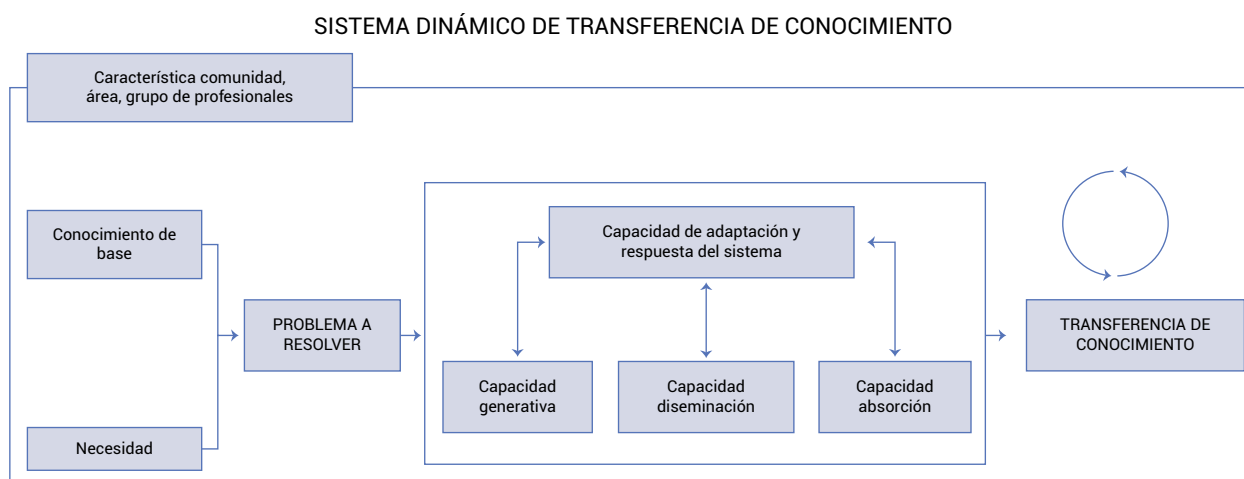 SISTEMA DINÁMICO DE TRANSFERENCIA DE CONOCIMIENTO
Característica comunidad,
área, grupo de profesionales
Conocimiento de
base
Necesidad
PROBLEMA A
RESOLVER
Capacidad de adaptación y
respuesta del sistema
Capacidad
generativa
Capacidad
diseminación
Capacidad
absorción
TRANSFERENCIA DE
CONOCIMIENTO